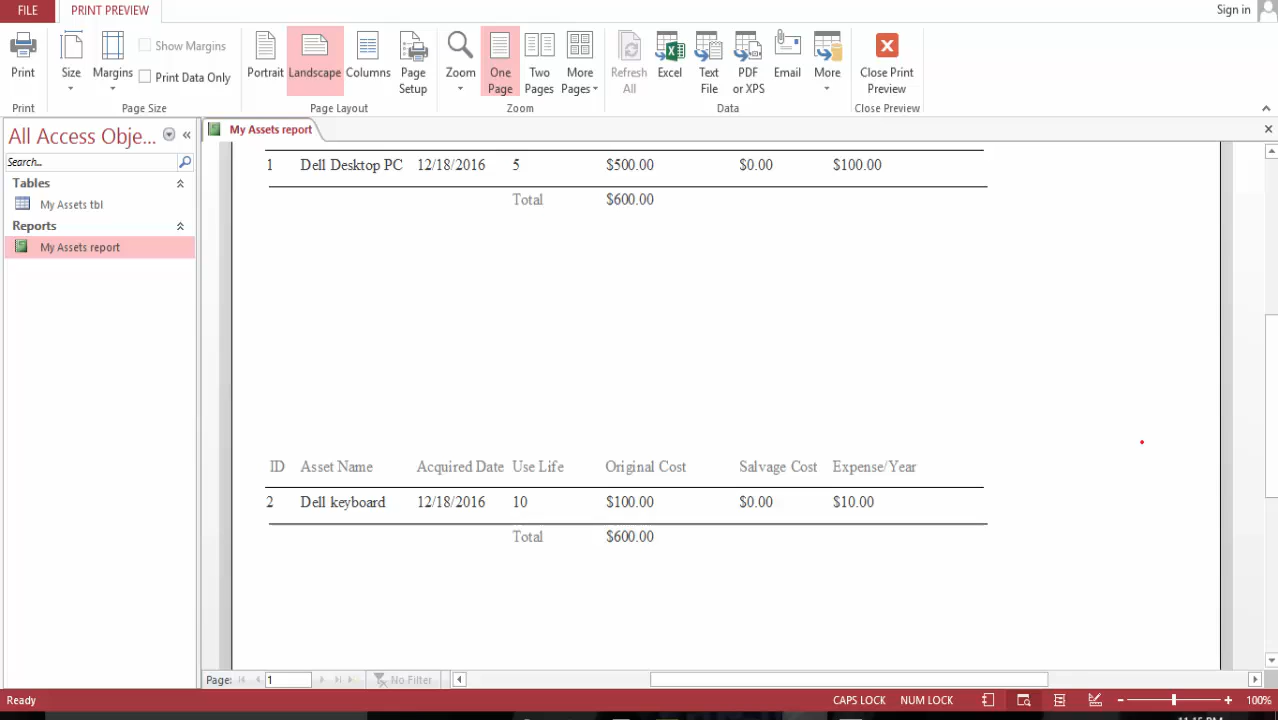 FILE PRINT PREVIEW Sign in
Show Margins
Print Data Only
Print Size Margins Portrait Landscape Columns Page Setup Zoom One Page Two Pages More Pages Refresh All Excel Text File PDF or XPS Email More Close Print Preview
Print Page Size Page Layout Zoom Data Close Preview
All Access Obje... « My Assets report
Search...
Tables
My Assets tbl
Reports
My Assets report
1 Dell Desktop PC 12/18/2016 5 $500.00 $0.00 $100.00
Total $600.00
ID Asset Name Acquired Date Use Life Original Cost Salvage Cost Expense/Year
2 Dell keyboard 12/18/2016 10 $100.00 $0.00 $10.00
Total $600.00
Page: 1 No Filter
Ready CAPS LOCK NUM LOCK 100%